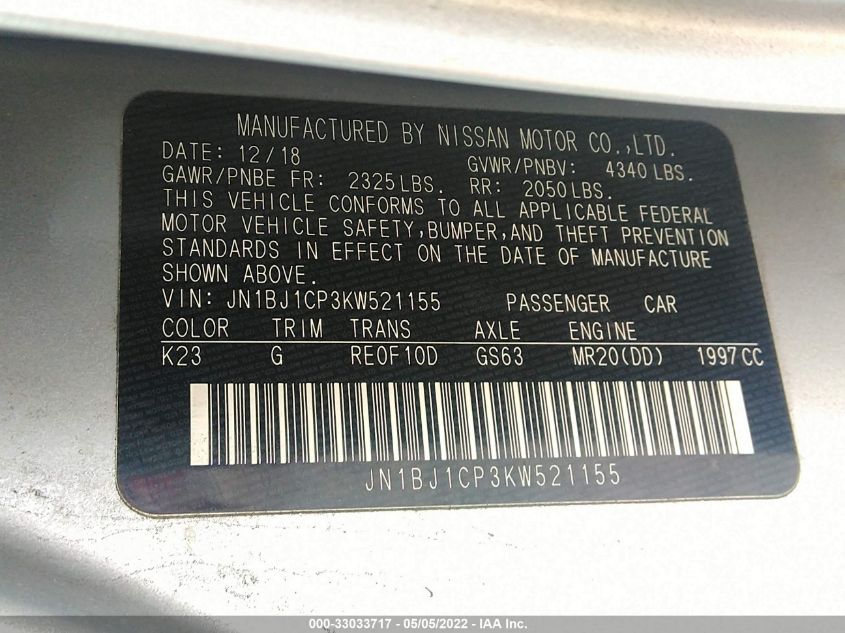 MANUFACTURED BY NISSAN MOTOR CO.,LTD.
DATE: 12/18 GVWR/PNBV: 4340 LBS.
GAWR/PNBE FR: 2325 LBS. RR: 2050 LBS.
THIS VEHICLE CONFORMS TO ALL APPLICABLE FEDERAL
MOTOR VEHICLE SAFETY,BUMPER,AND THEFT PREVENTION
STANDARDS IN EFFECT ON THE DATE OF MANUFACTURE
SHOWN ABOVE.
VIN: JN1BJ1CP3KW521155 PASSENGER CAR
COLOR TRIM TRANS AXLE ENGINE
K23 G RE0F10D GS63 MR20(DD) 1997CC
JN1BJ1CP3KW521155
000-33033717 - 05/05/2022 - IAA Inc.